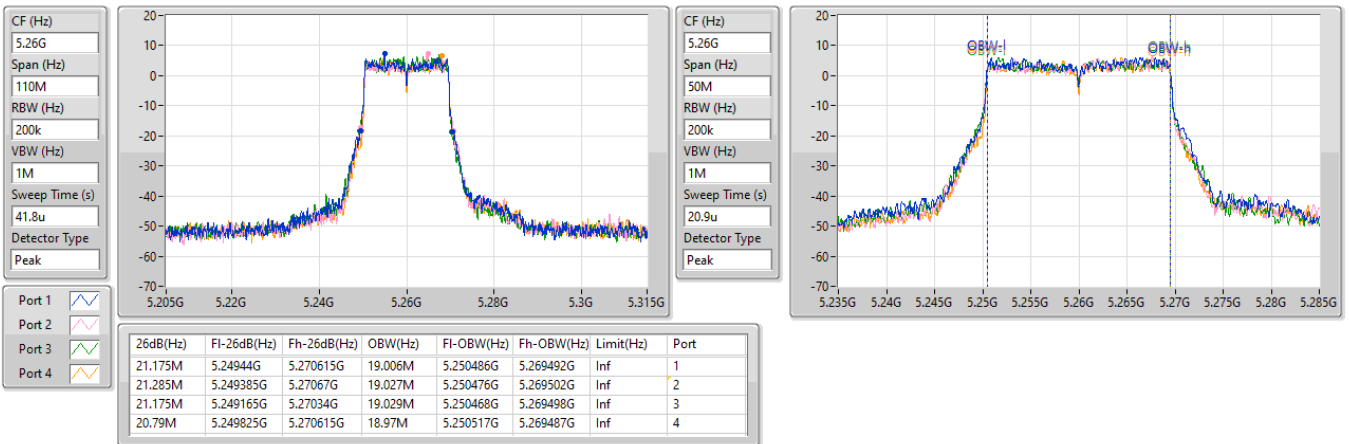 CF (Hz)
5.26G
Span (Hz)
110M
RBW (Hz)
200k
VBW (Hz)
1M
Sweep Time (s)
41.8u
Detector Type
Peak
20
10
0
-10
-20
-30
-40
-50
-60
-70
5.205G 5.22G 5.24G 5.26G 5.28G 5.3G 5.315G
CF (Hz)
5.26G
Span (Hz)
50M
RBW (Hz)
200k
VBW (Hz)
1M
Sweep Time (s)
20.9u
Detector Type
Peak
20
10
0
-10
-20
-30
-40
-50
-60
-70
OBW-l OBW-h
5.235G 5.24G 5.245G 5.25G 5.255G 5.26G 5.265G 5.27G 5.275G 5.28G 5.285G
Port 1
Port 2
Port 3
Port 4
26dB(Hz) Fl-26dB(Hz) Fh-26dB(Hz) OBW(Hz) Fl-OBW(Hz) Fh-OBW(Hz) Limit(Hz) Port
21.175M 5.24944G 5.270615G 19.006M 5.250486G 5.269492G Inf 1
21.285M 5.249385G 5.27067G 19.027M 5.250476G 5.269502G Inf 2
21.175M 5.249165G 5.27034G 19.029M 5.250468G 5.269498G Inf 3
20.79M 5.249825G 5.270615G 18.97M 5.250517G 5.269487G Inf 4